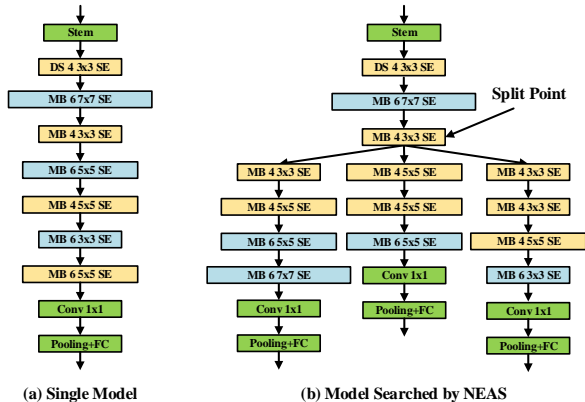 Stem
DS 4 3x3 SE
MB 6 7x7 SE
MB 4 3x3 SE
MB 6 5x5 SE
MB 4 5x5 SE
MB 6 3x3 SE
MB 6 5x5 SE
Conv 1x1
Pooling+FC
(a) Single Model
Stem
DS 4 3x3 SE
MB 6 7x7 SE
MB 4 3x3 SE
Split Point
MB 4 3x3 SE
MB 4 5x5 SE
MB 6 5x5 SE
MB 6 7x7 SE
Conv 1x1
Pooling+FC
MB 4 5x5 SE
MB 4 5x5 SE
MB 6 5x5 SE
Conv 1x1
Pooling+FC
MB 4 3x3 SE
MB 4 3x3 SE
MB 4 5x5 SE
MB 6 3x3 SE
Conv 1x1
Pooling+FC
(b) Model Searched by NEAS